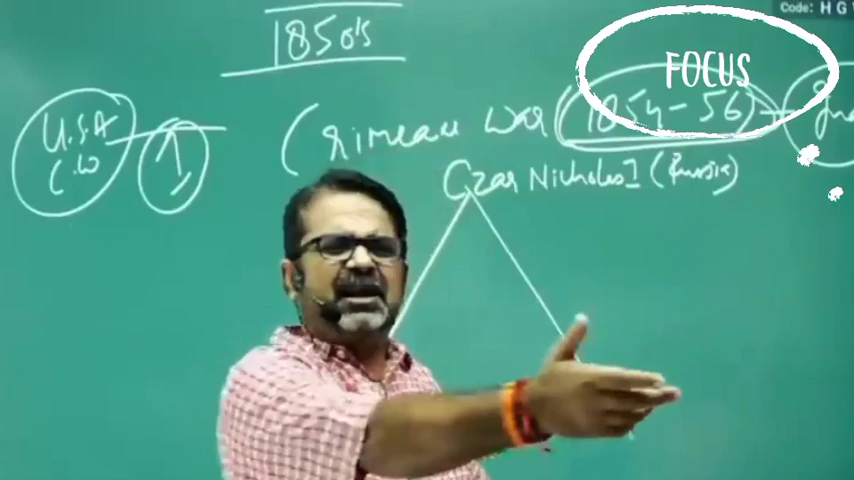 Code: H G
1850's
FOCUS
U.S.A
C.W
1
Crimean War (1854-56)
Czar Nicholas I (Russia)